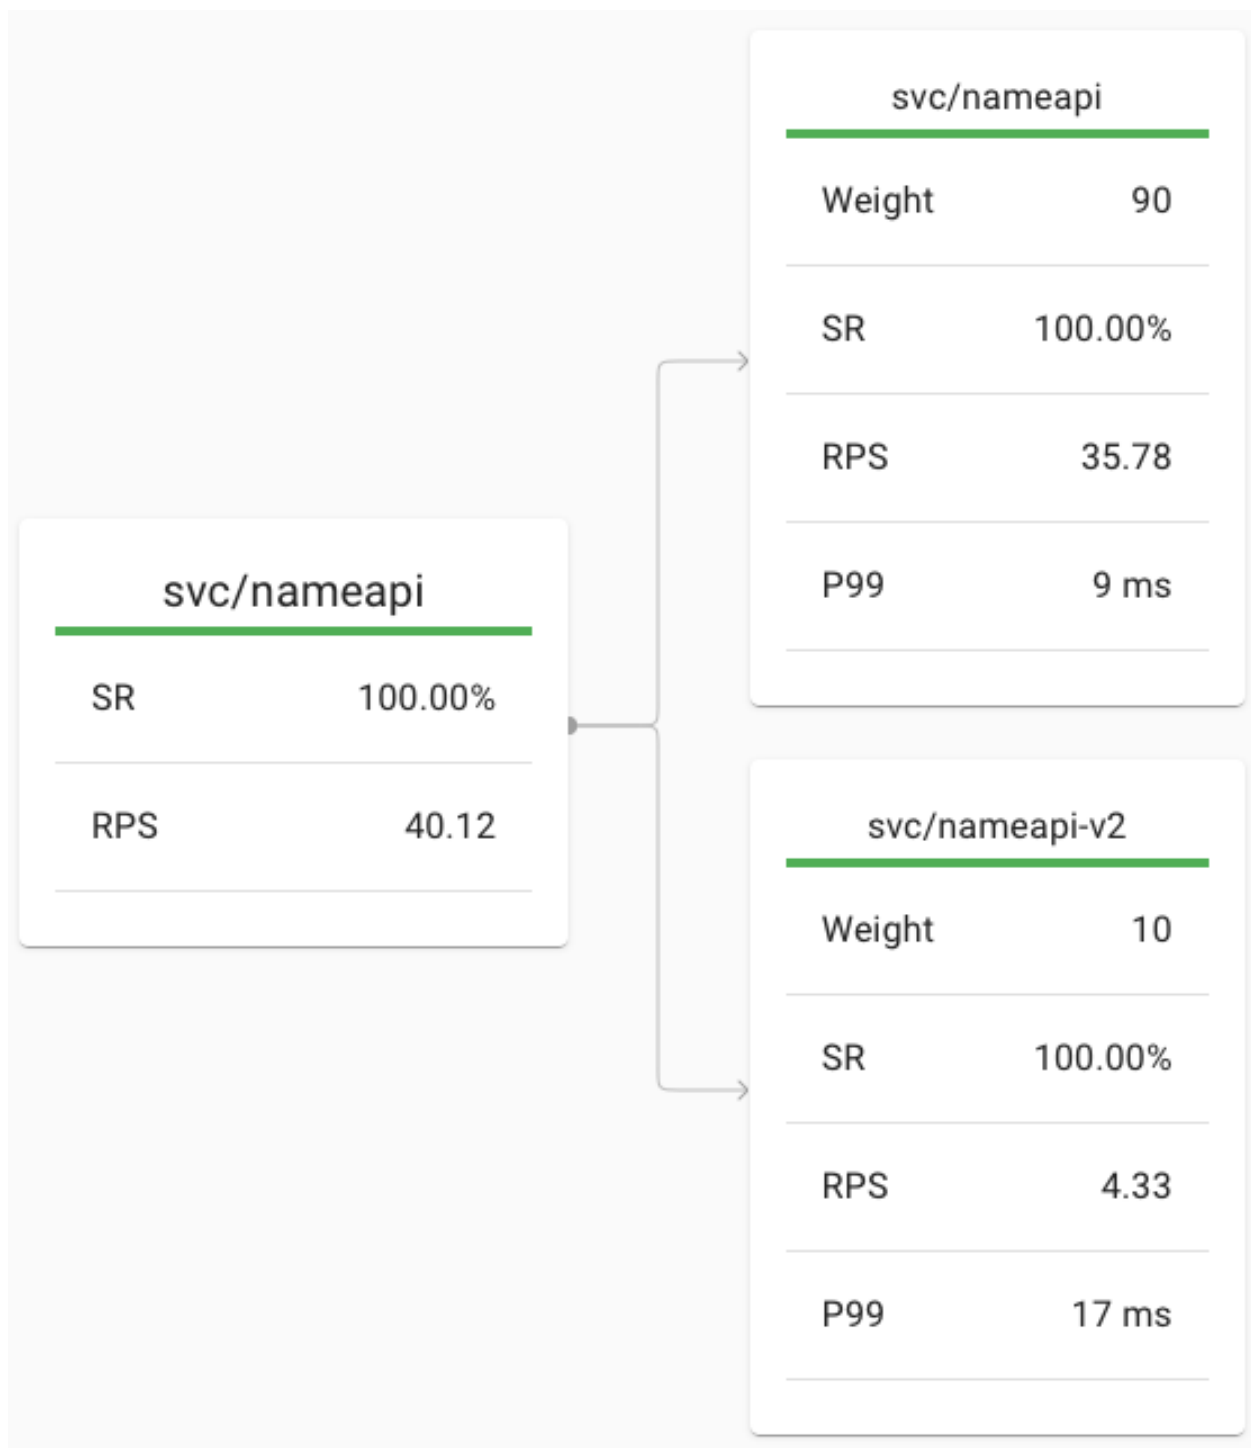 svc/nameapi
SR 100.00%
RPS 40.12
svc/nameapi
Weight 90
SR 100.00%
RPS 35.78
P99 9 ms
svc/nameapi-v2
Weight 10
SR 100.00%
RPS 4.33
P99 17 ms